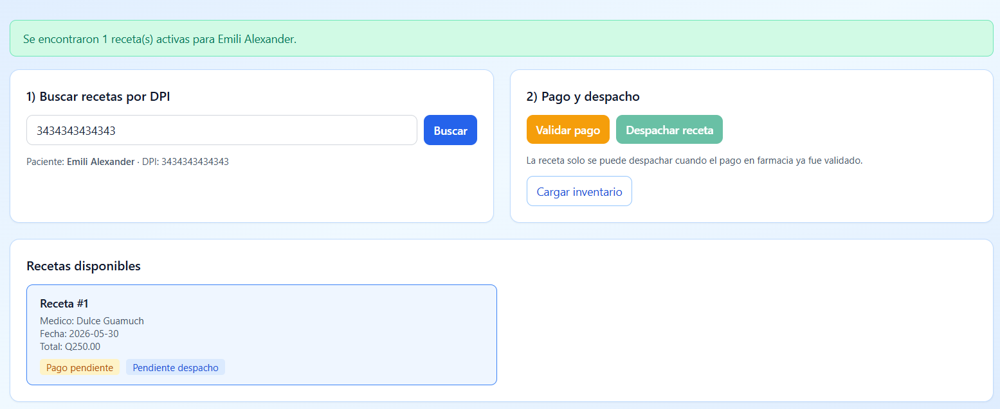 Se encontraron 1 receta(s) activas para Emili Alexander.
1) Buscar recetas por DPI
3434343434343
Buscar
Paciente: Emili Alexander · DPI: 3434343434343
2) Pago y despacho
Validar pago
Despachar receta
La receta solo se puede despachar cuando el pago en farmacia ya fue validado.
Cargar inventario
Recetas disponibles
Receta #1
Medico: Dulce Guamuch
Fecha: 2026-05-30
Total: Q250.00
Pago pendiente
Pendiente despacho